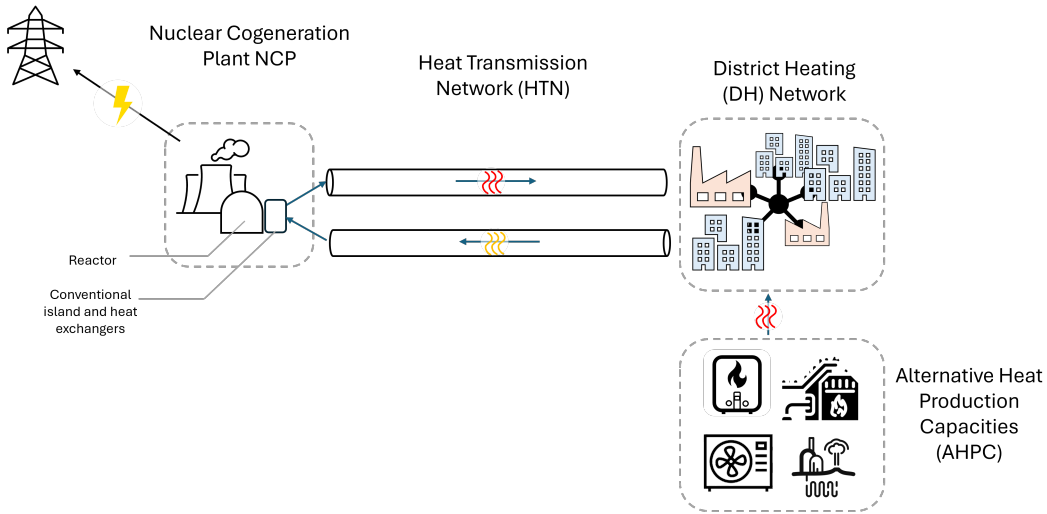 Nuclear Cogeneration
Plant NCP
Heat Transmission
Network (HTN)
District Heating
(DH) Network
Reactor
Conventional
island and heat
exchangers
Alternative Heat
Production
Capacities
(AHPC)